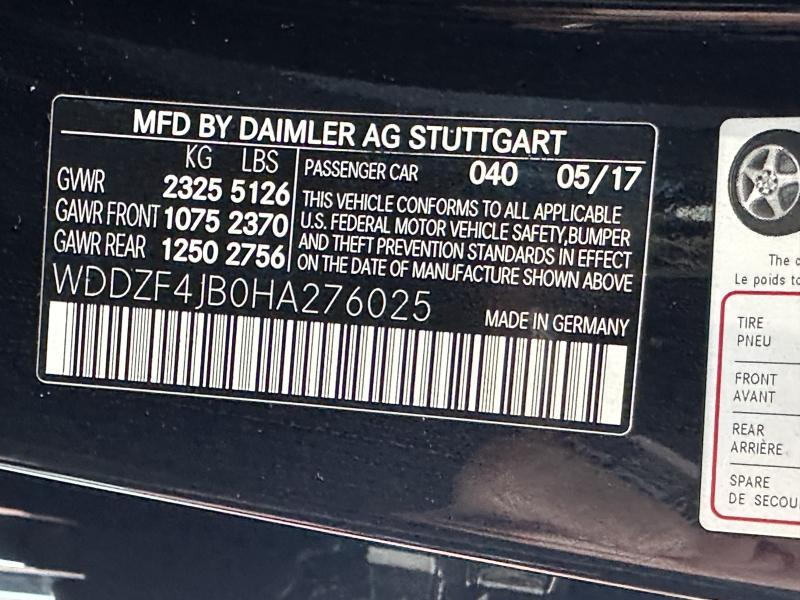 MFD BY DAIMLER AG STUTTGART
KG LBS
GVWR 2325 5126
GAWR FRONT 1075 2370
GAWR REAR 1250 2756
PASSENGER CAR 040 05/17
THIS VEHICLE CONFORMS TO ALL APPLICABLE
U.S. FEDERAL MOTOR VEHICLE SAFETY,BUMPER
AND THEFT PREVENTION STANDARDS IN EFFECT
ON THE DATE OF MANUFACTURE SHOWN ABOVE
WDDZF4JB0HA276025
MADE IN GERMANY
The
Le poids
TIRE
PNEU
FRONT
AVANT
REAR
ARRIÈRE
SPARE
DE